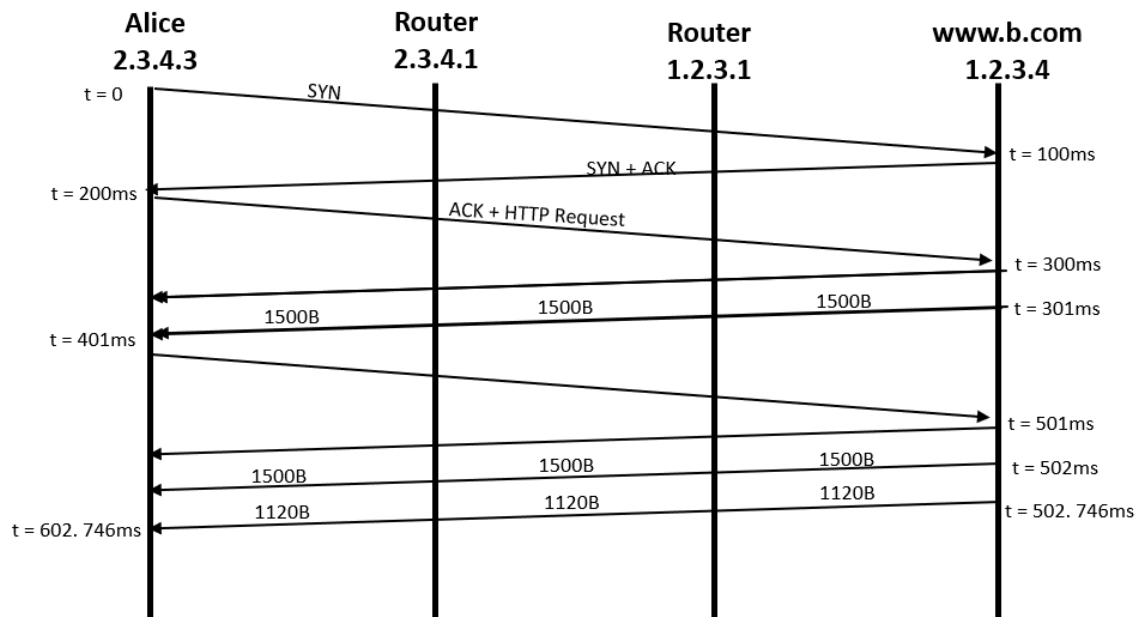 Alice
2.3.4.3
Router
2.3.4.1
Router
1.2.3.1
www.b.com
1.2.3.4
t = 0
SYN
t = 100ms
SYN + ACK
t = 200ms
ACK + HTTP Request
t = 300ms
1500B
1500B
1500B
t = 301ms
t = 401ms
t = 501ms
1500B
1500B
1500B
t = 502ms
1120B
1120B
1120B
t = 502. 746ms
t = 602. 746ms